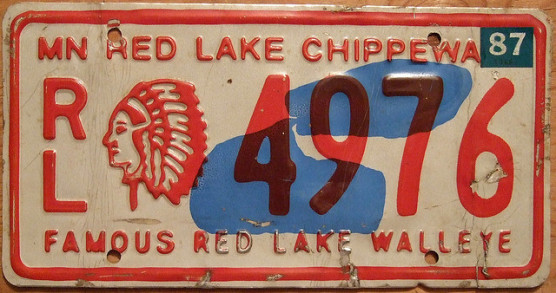 MN RED LAKE CHIPPEWA 87
RL 4976
FAMOUS RED LAKE WALLEYE